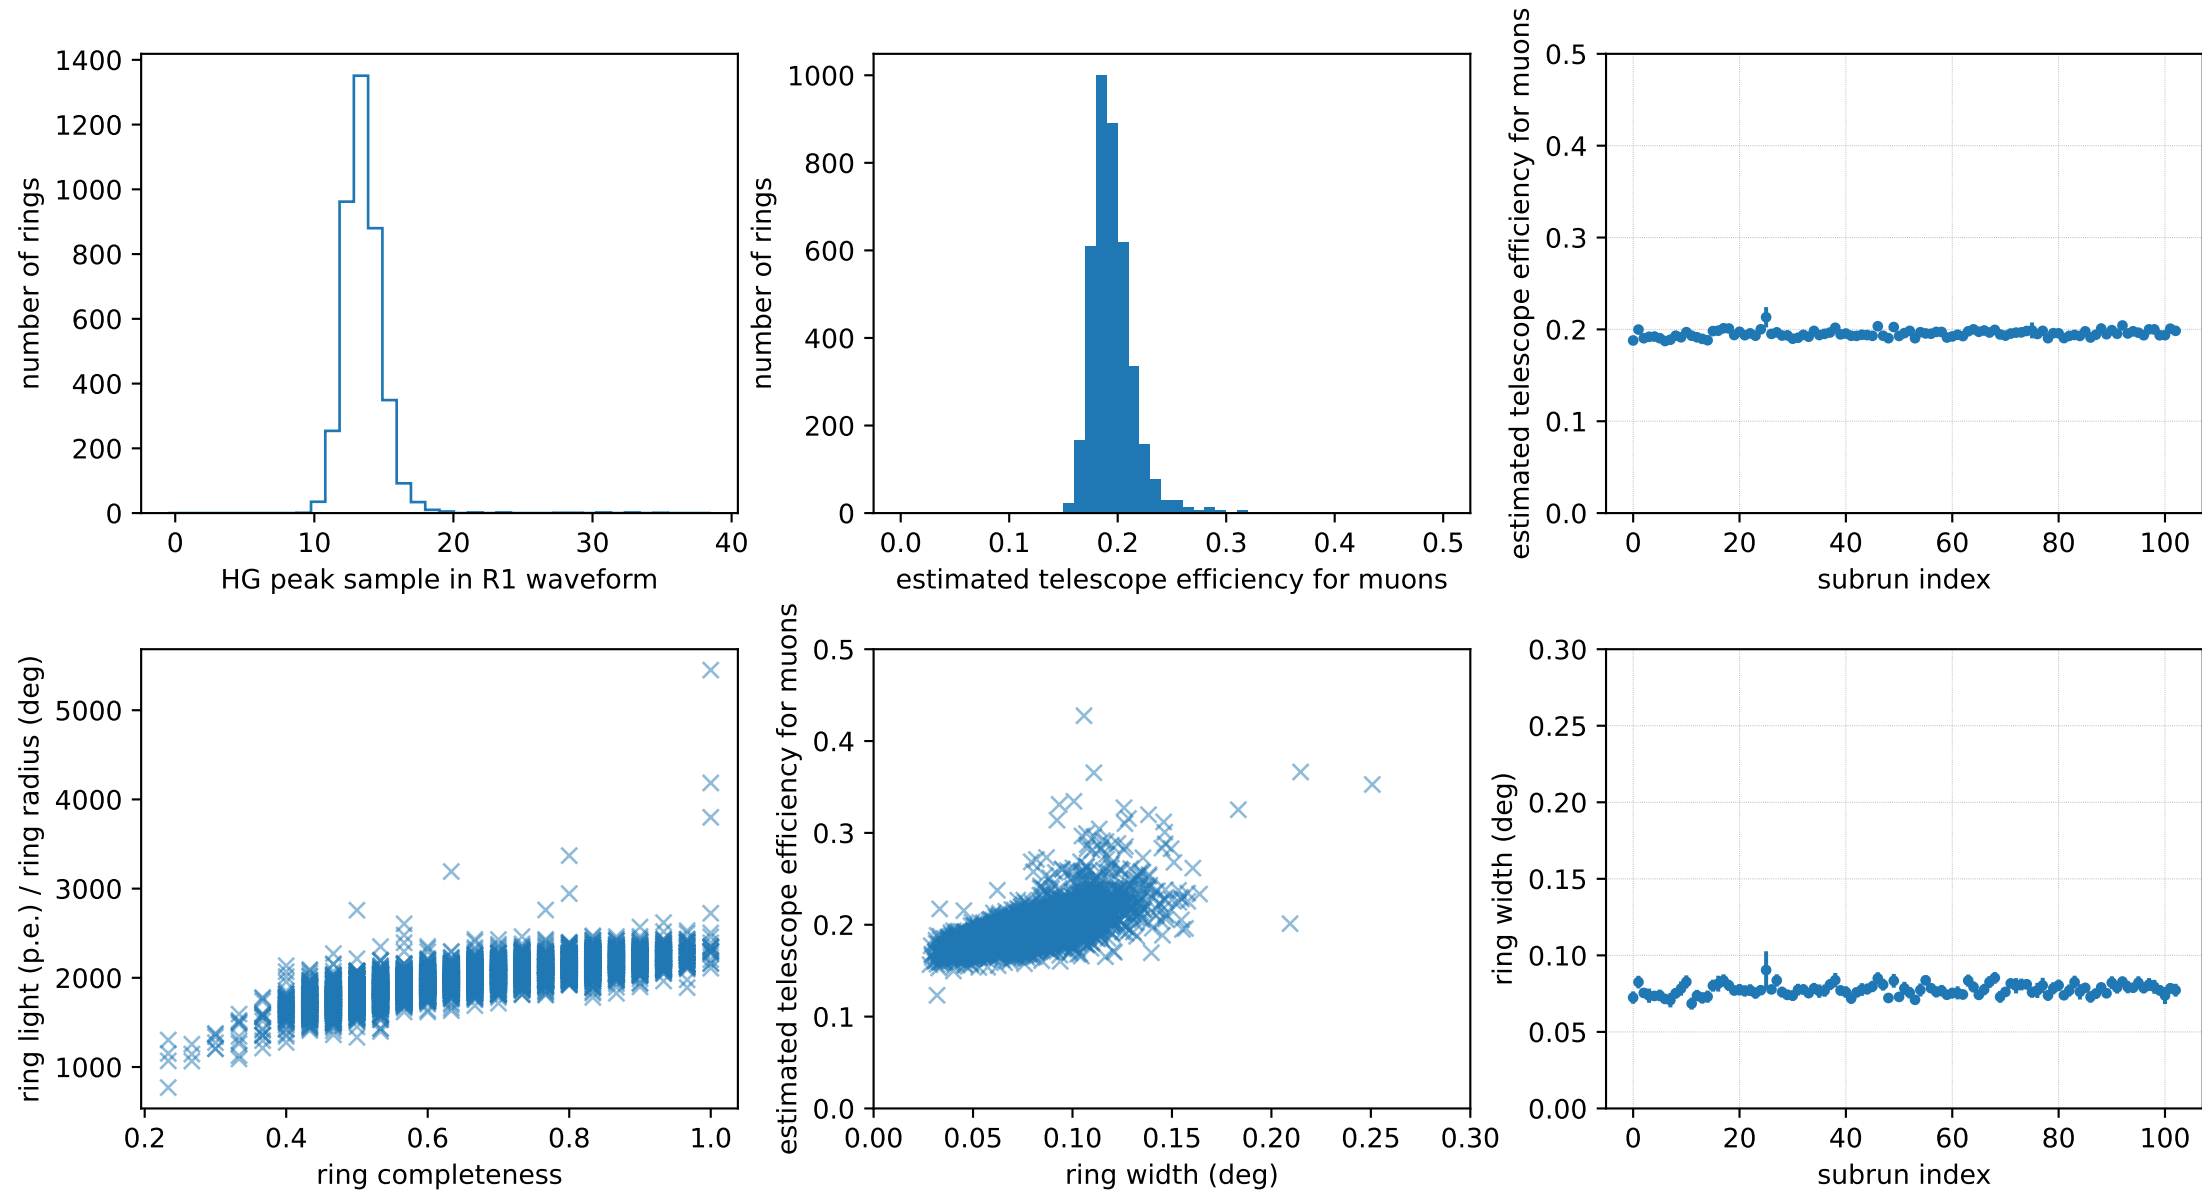 number of rings
1400
1200
1000
800
600
400
200
0
0 10 20 30 40
HG peak sample in R1 waveform
number of rings
1000
800
600
400
200
0
0.0 0.1 0.2 0.3 0.4 0.5
estimated telescope efficiency for muons
estimated telescope efficiency for muons
0.5
0.4
0.3
0.2
0.1
0.0
0 20 40 60 80 100
subrun index
ring light (p.e.) / ring radius (deg)
5000
4000
3000
2000
1000
0.2 0.4 0.6 0.8 1.0
ring completeness
estimated telescope efficiency for muons
0.5
0.4
0.3
0.2
0.1
0.0
0.00 0.05 0.10 0.15 0.20 0.25 0.30
ring width (deg)
ring width (deg)
0.30
0.25
0.20
0.15
0.10
0.05
0.00
0 20 40 60 80 100
subrun index